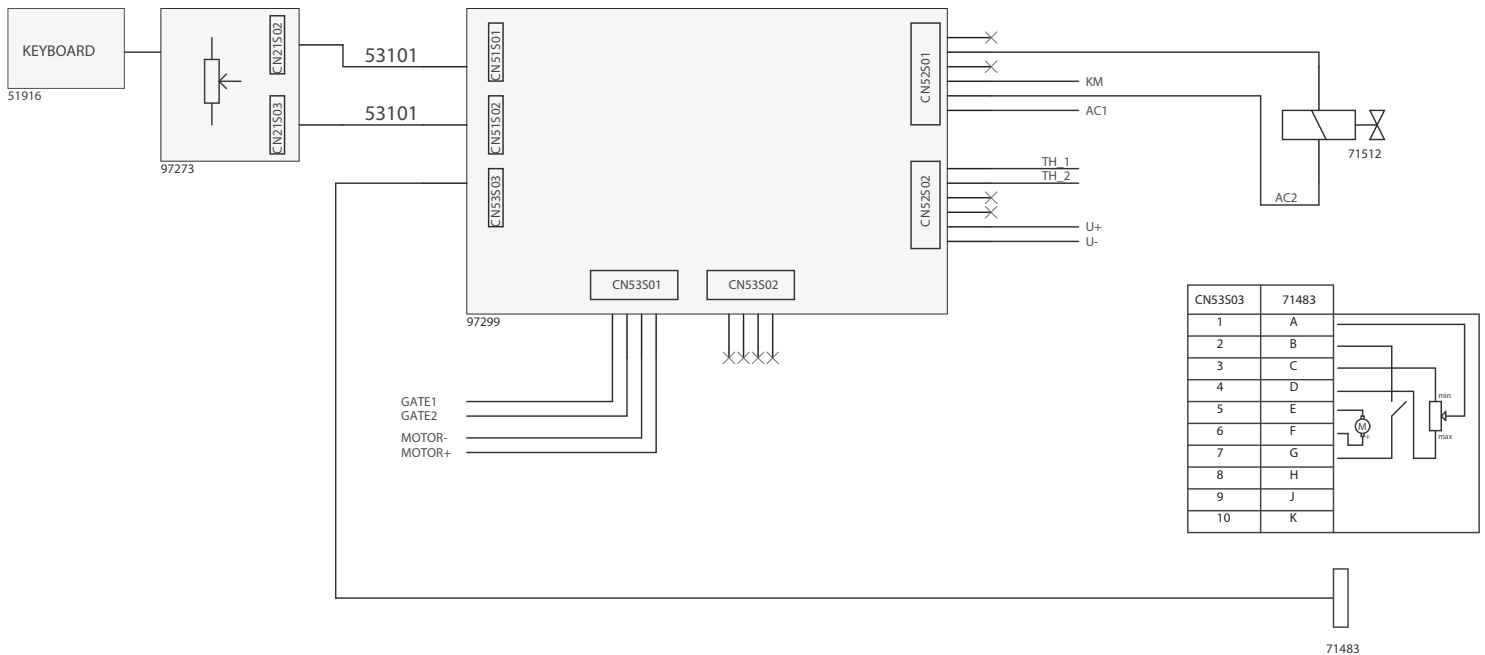 KEYBOARD
51916
CN21S02
CN21S03
97273
53101
53101
CN51S01
CN51S02
CN53S03
CN52S01
CN52S02
CN53S01
CN53S02
97299
KM
AC1
AC2
71512
TH_1
TH_2
U+
U-
GATE1
GATE2
MOTOR-
MOTOR+
CN53S03 71483
1 A
2 B
3 C
4 D
5 E
6 F
7 G
8 H
9 J
10 K
min
M
+
max
71483